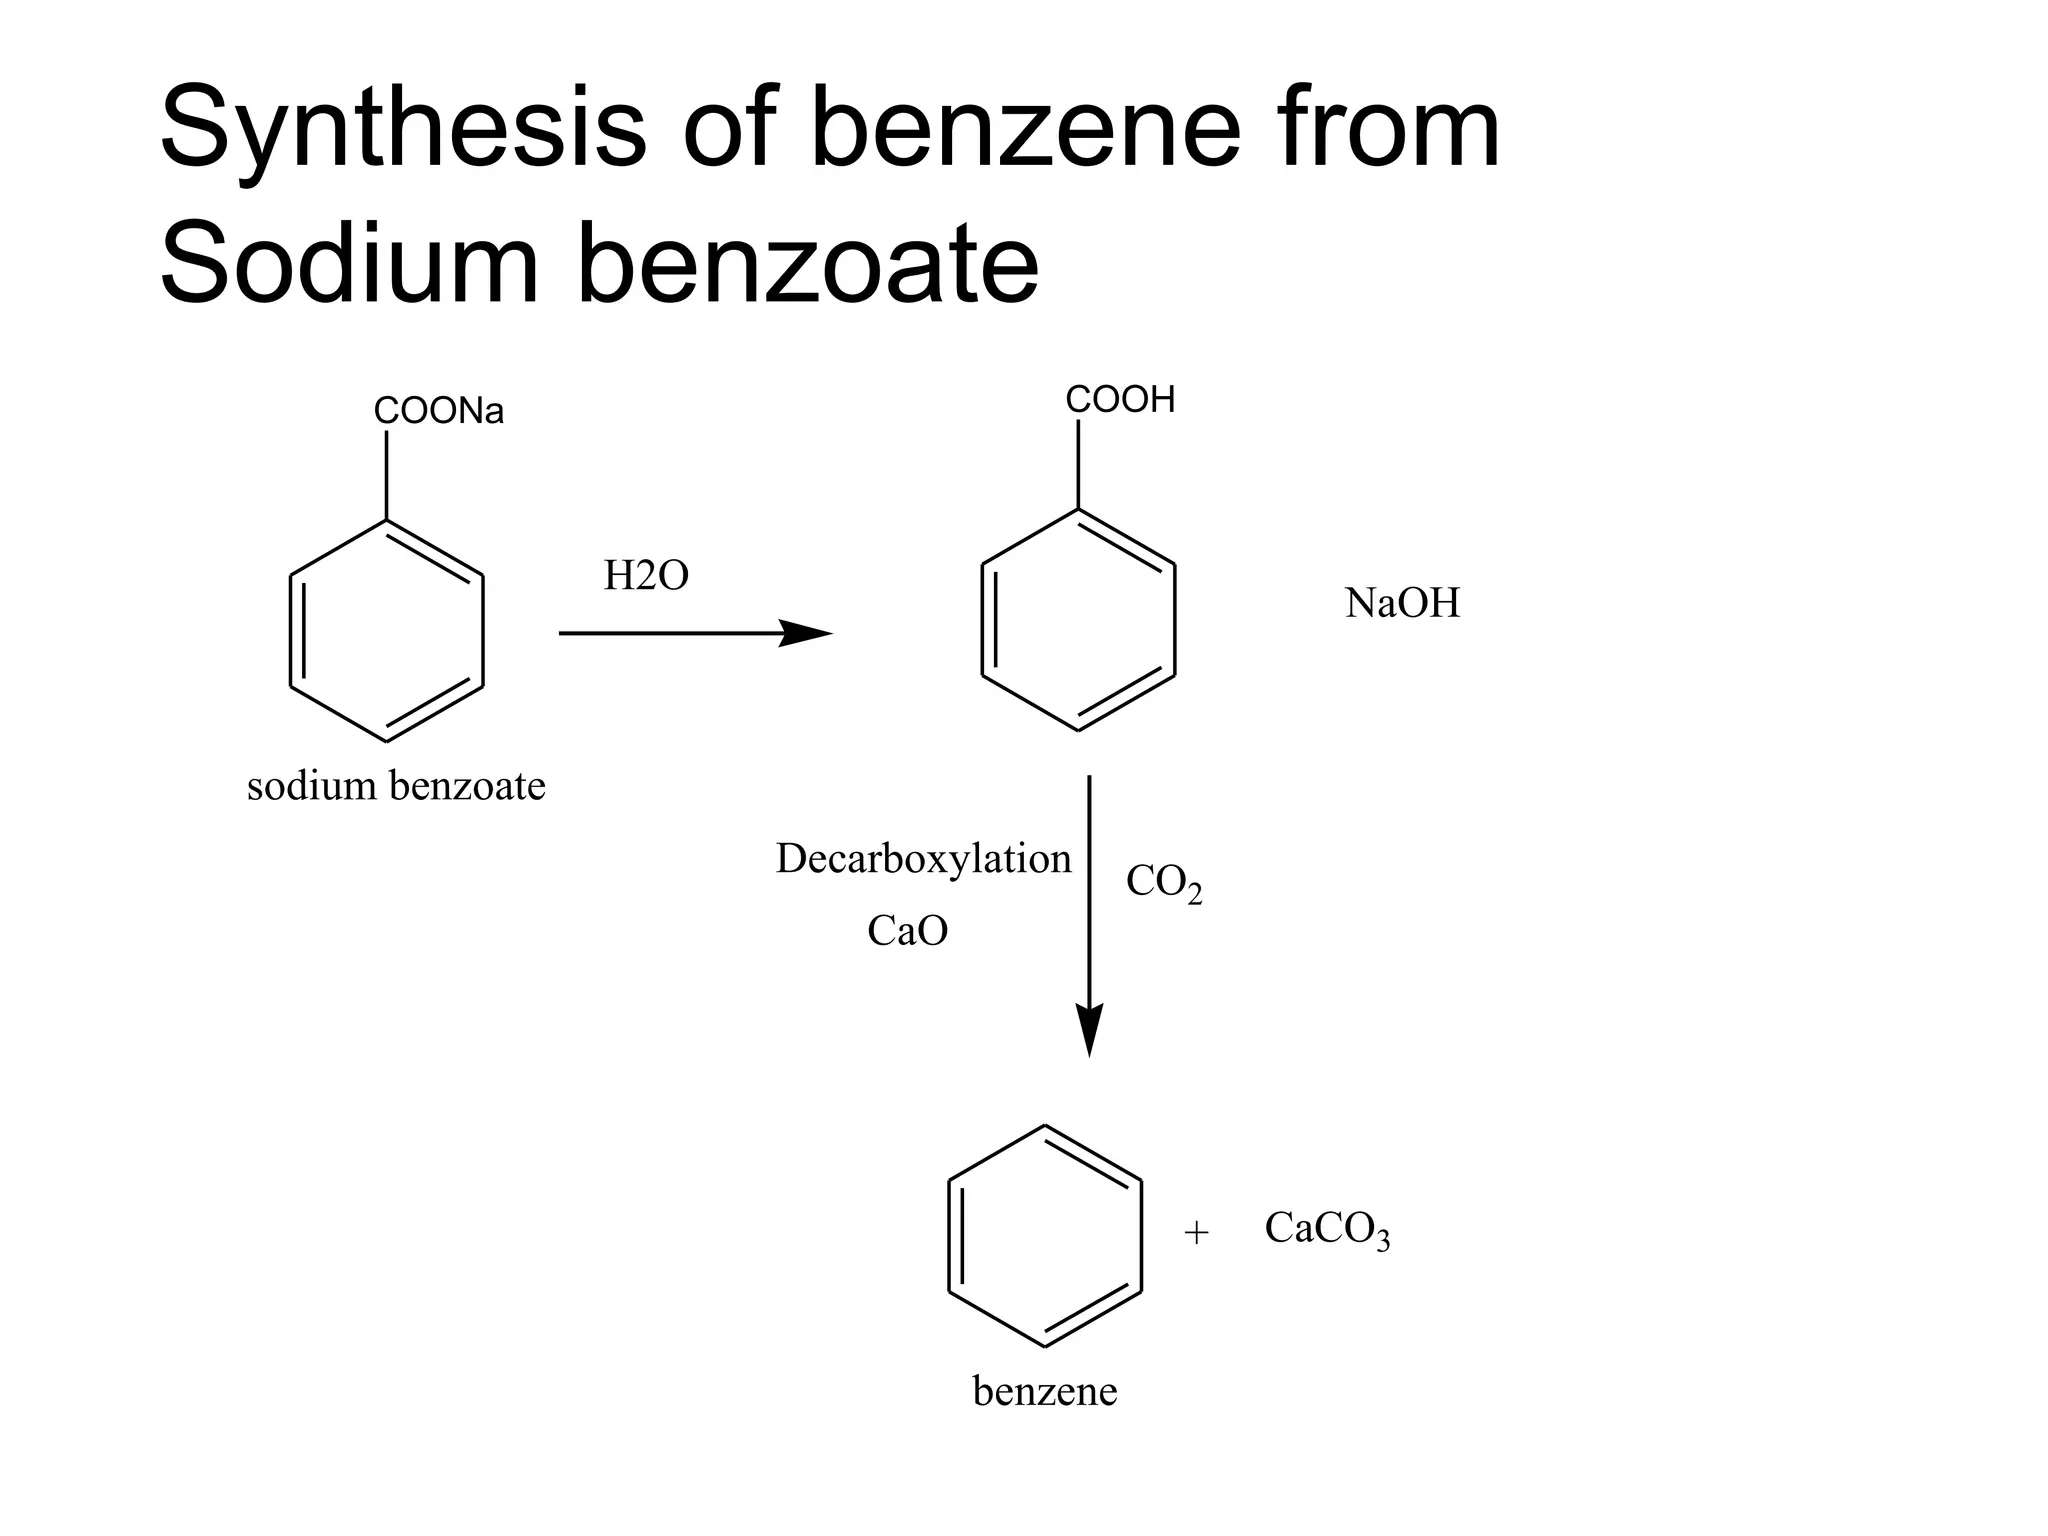 Synthesis of benzene from
Sodium benzoate
COONa
COOH
H2O
NaOH
sodium benzoate
Decarboxylation
CO₂
CaO
+ CaCO₃
benzene